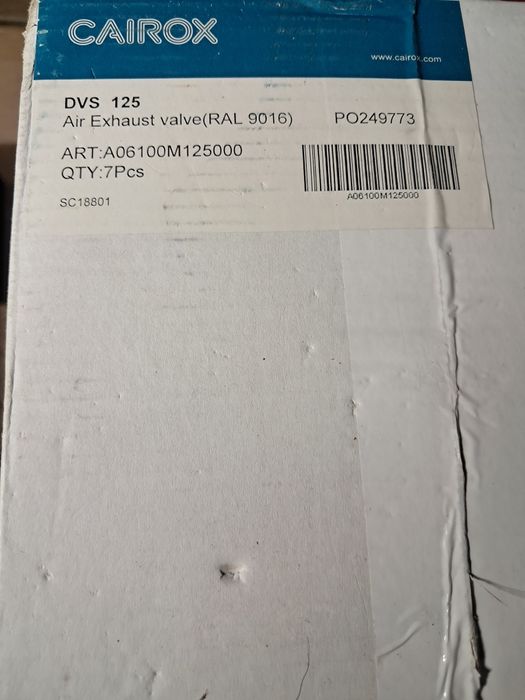 CAIROX
www.cairox.com
DVS 125
Air Exhaust valve(RAL 9016) PO249773
ART:A06100M125000
QTY:7Pcs
A06100M125000
SC18801